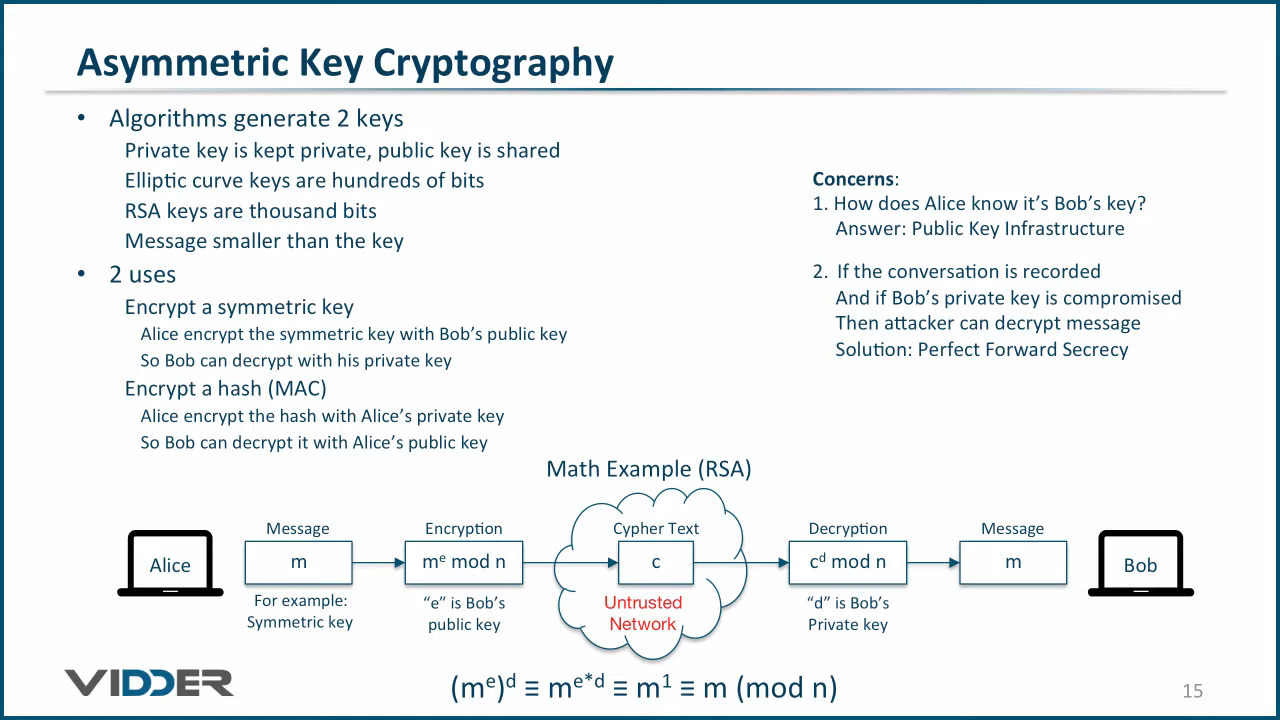 Asymmetric Key Cryptography
• Algorithms generate 2 keys
Private key is kept private, public key is shared
Elliptic curve keys are hundreds of bits
RSA keys are thousand bits
Message smaller than the key
• 2 uses
Encrypt a symmetric key
Alice encrypt the symmetric key with Bob's public key
So Bob can decrypt with his private key
Encrypt a hash (MAC)
Alice encrypt the hash with Alice's private key
So Bob can decrypt it with Alice's public key
Concerns:
1. How does Alice know it's Bob's key?
Answer: Public Key Infrastructure
2. If the conversation is recorded
And if Bob's private key is compromised
Then attacker can decrypt message
Solution: Perfect Forward Secrecy
Math Example (RSA)
Alice
Message
m
For example:
Symmetric key
Encryption
mᵉ mod n
"e" is Bob's
public key
Cypher Text
c
Untrusted
Network
Decryption
cᵈ mod n
"d" is Bob's
Private key
Message
m
Bob
VIDDER
(mᵉ)ᵈ ≡ mᵉ*ᵈ ≡ m¹ ≡ m (mod n)
15